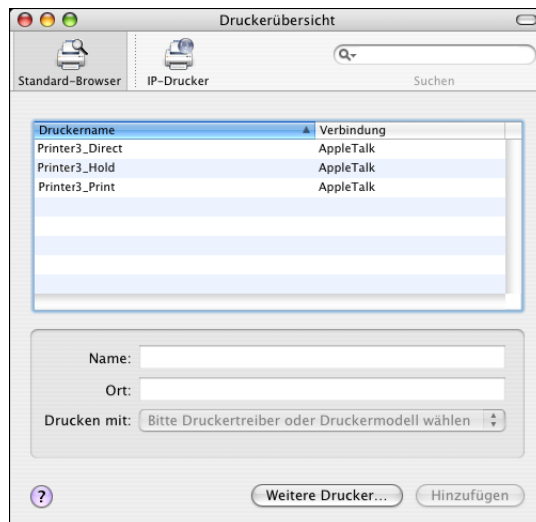 Druckerübersicht
Standard-Browser IP-Drucker Suchen
Druckername Verbindung
Printer3_Direct AppleTalk
Printer3_Hold AppleTalk
Printer3_Print AppleTalk
Name:
Ort:
Drucken mit: Bitte Druckertreiber oder Druckermodell wählen
? Weitere Drucker... Hinzufügen